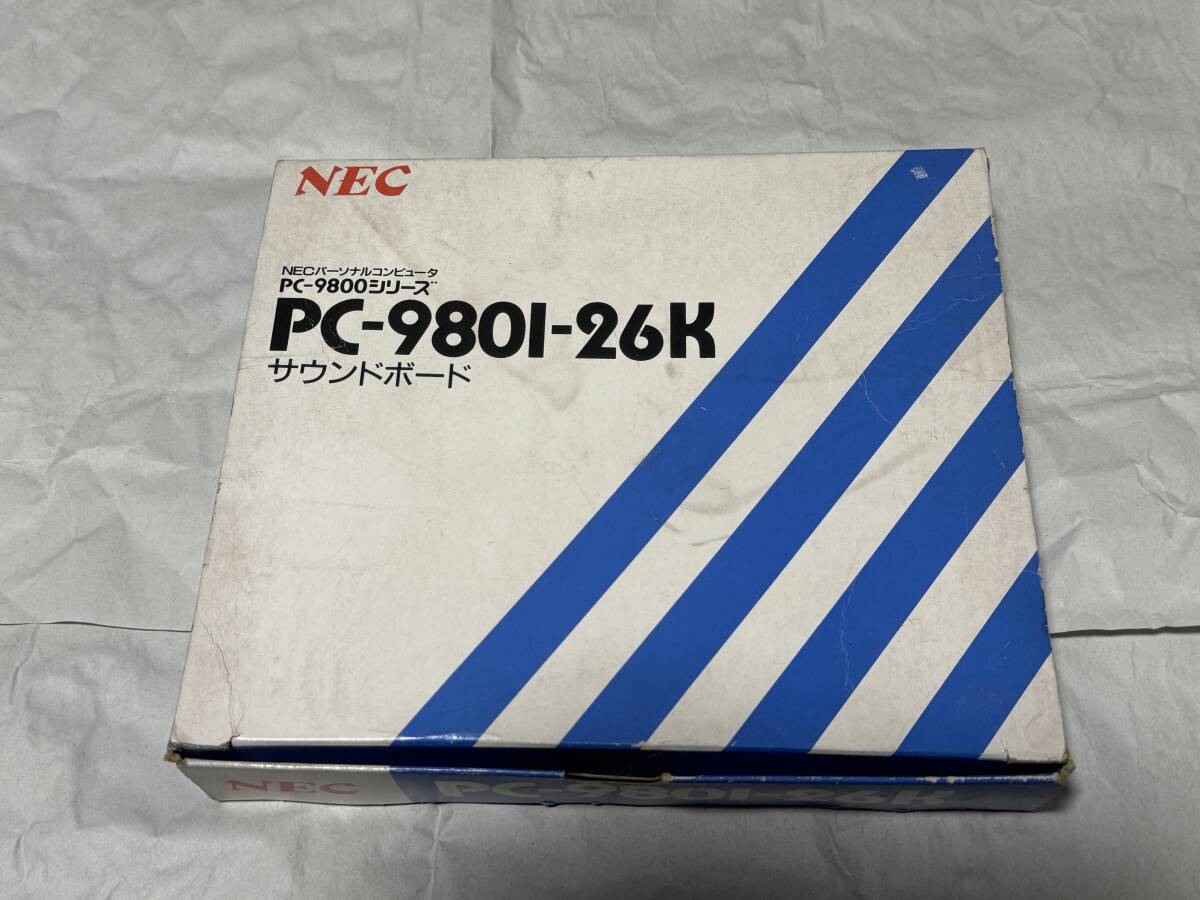 NEC
NECパーソナルコンピュータ
PC-9800シリーズ
PC-9801-26K
サウンドボード
NEC
PC-9801-26K